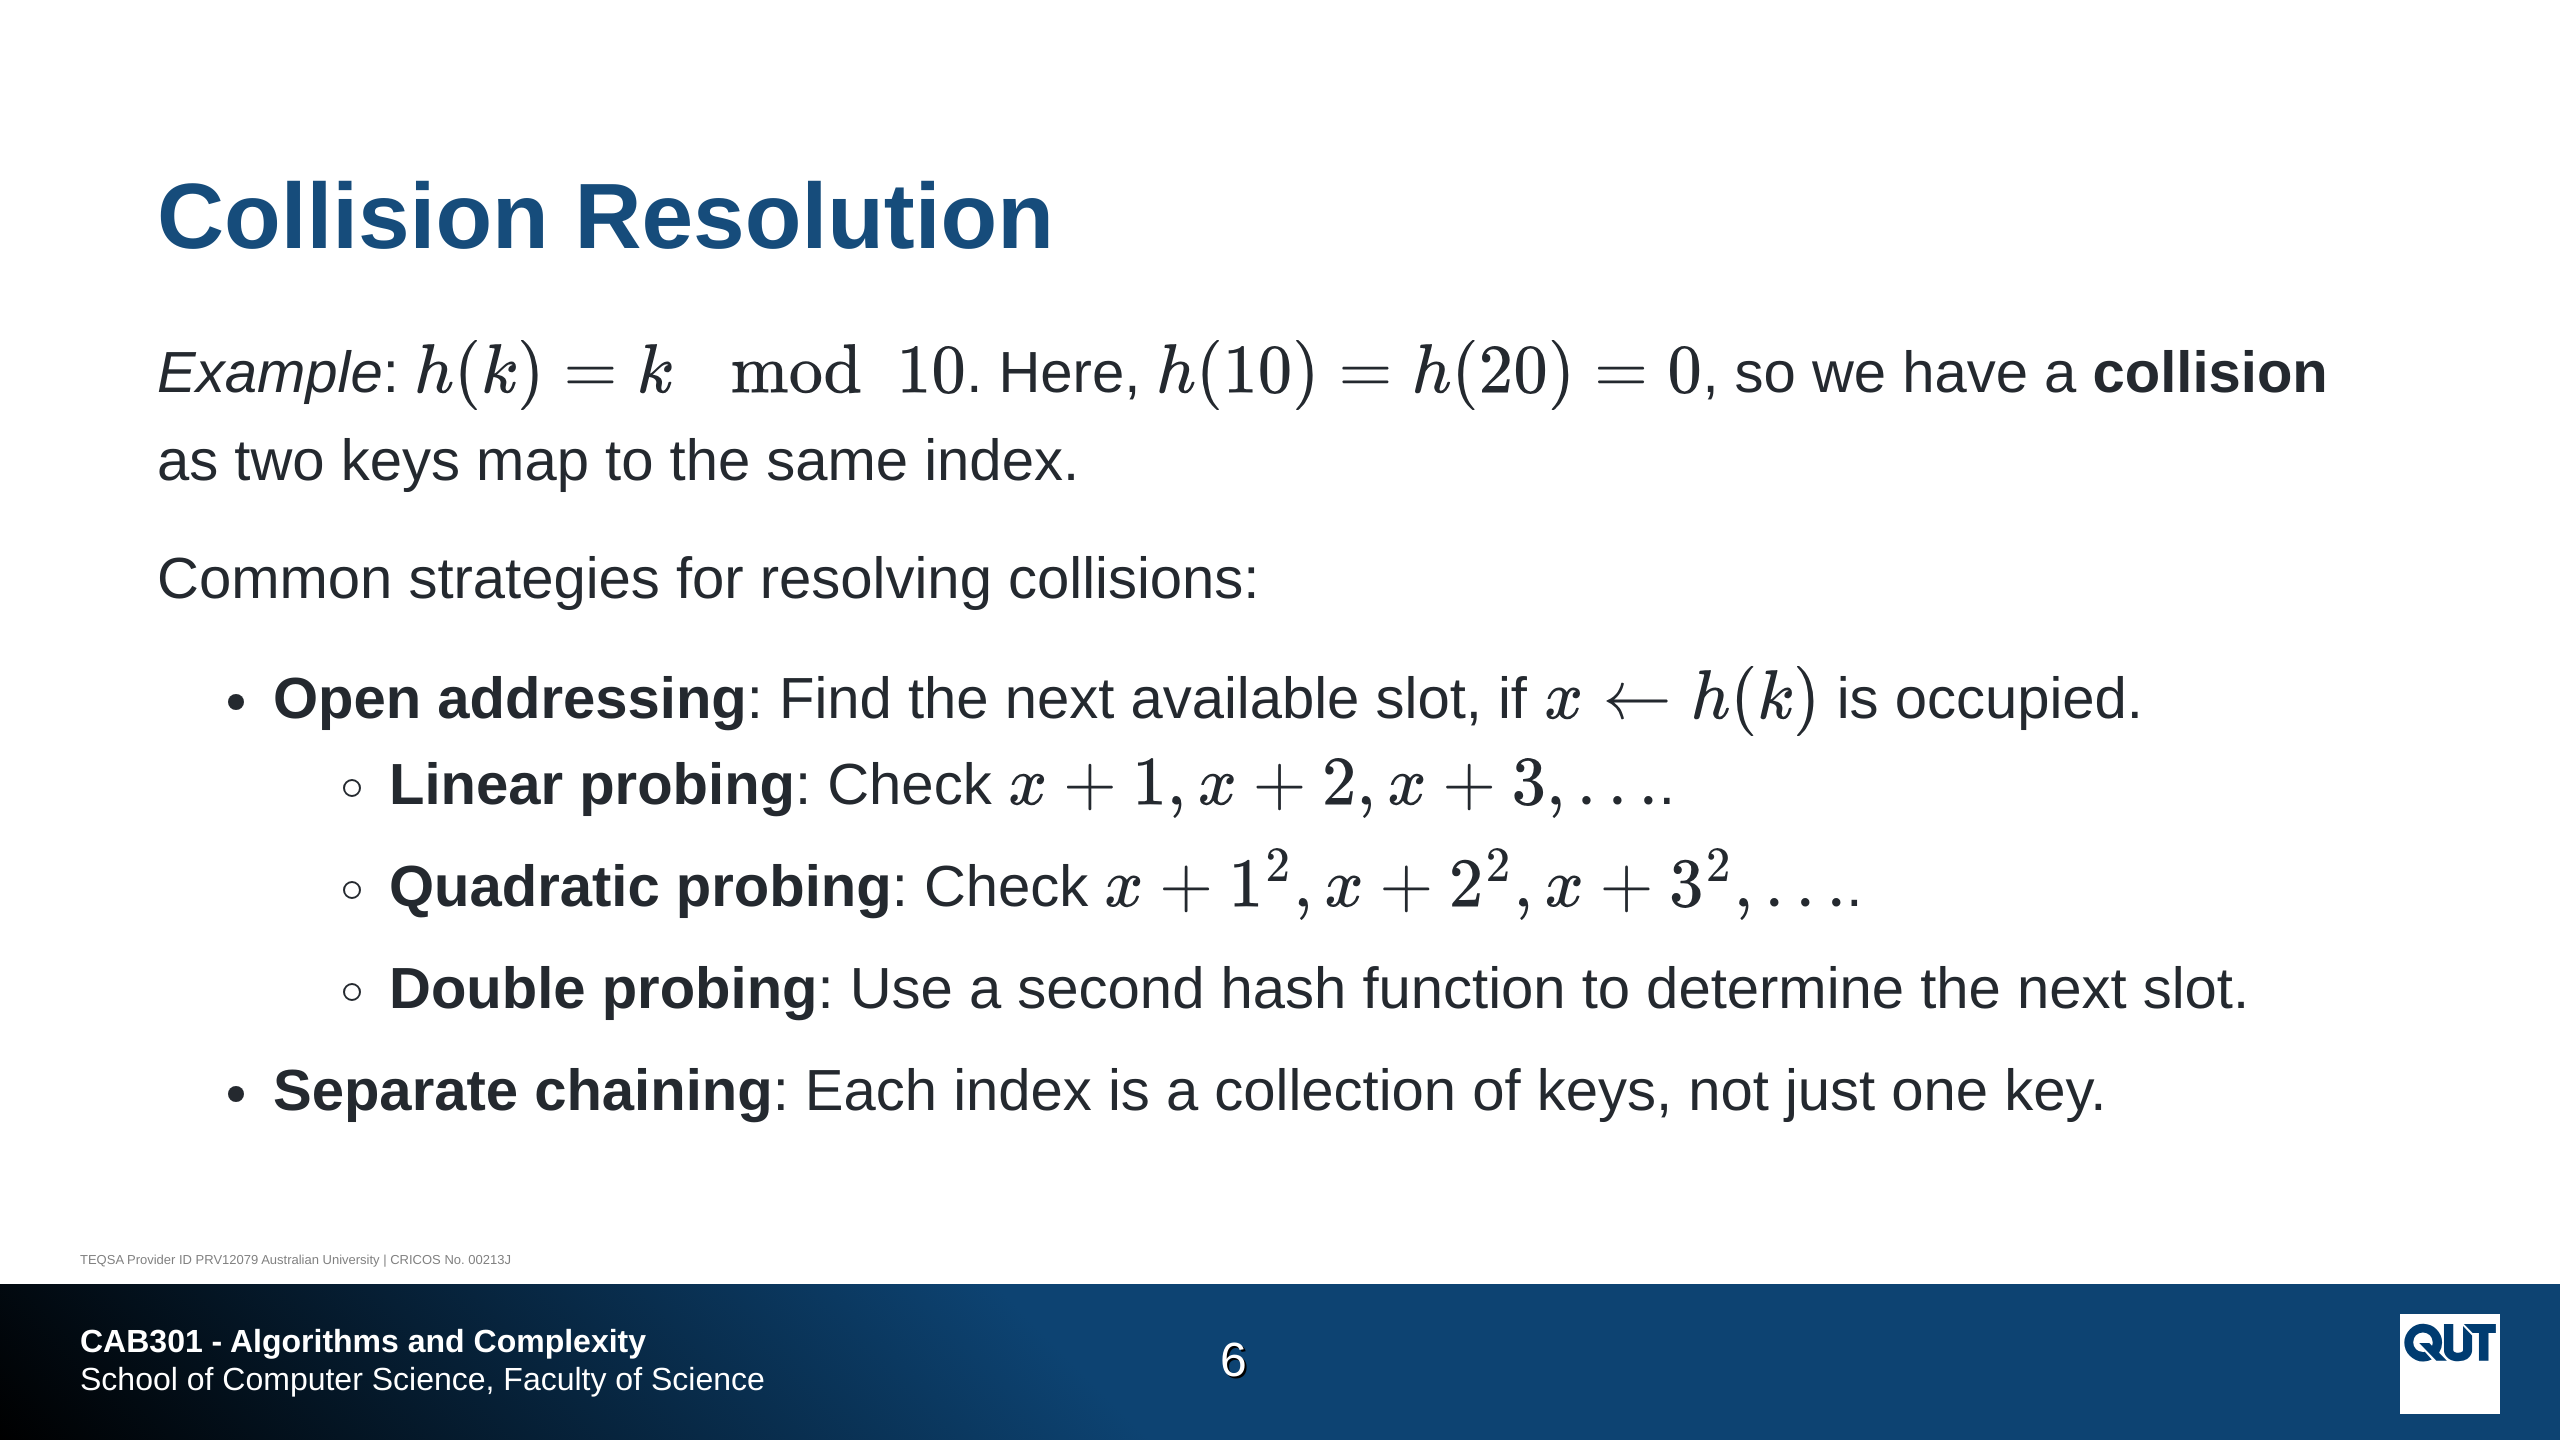 Collision Resolution
Example: h(k) = k mod 10. Here, h(10) = h(20) = 0, so we have a collision
as two keys map to the same index.
Common strategies for resolving collisions:
• Open addressing: Find the next available slot, if x ← h(k) is occupied.
◦ Linear probing: Check x + 1, x + 2, x + 3, . . ..
◦ Quadratic probing: Check x + 1², x + 2², x + 3², . . ..
◦ Double probing: Use a second hash function to determine the next slot.
• Separate chaining: Each index is a collection of keys, not just one key.
TEQSA Provider ID PRV12079 Australian University | CRICOS No. 00213J
CAB301 - Algorithms and Complexity
School of Computer Science, Faculty of Science
6
QUT